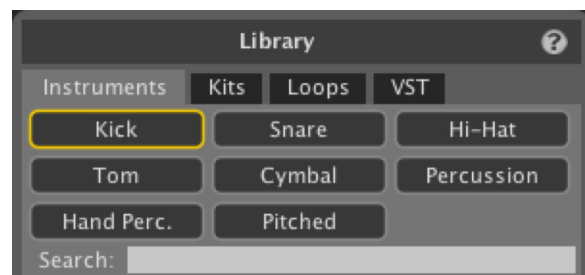 Library ?
Instruments Kits Loops VST
Kick Snare Hi-Hat
Tom Cymbal Percussion
Hand Perc. Pitched
Search: